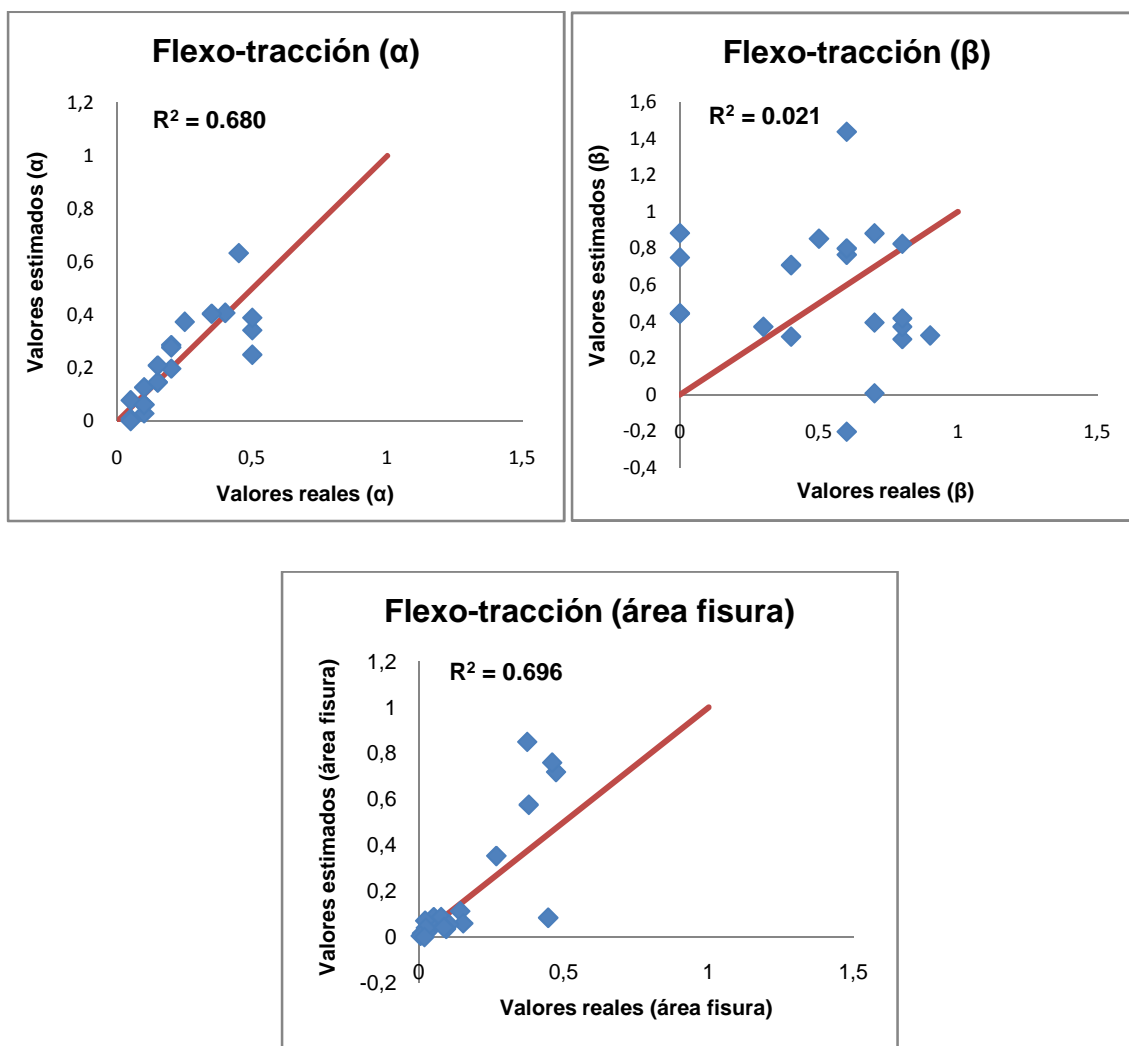 Flexo-tracción (α)
R² = 0.680
Valores estimados (α)
1,2
1
0,8
0,6
0,4
0,2
0
0 0,5 1 1,5
Valores reales (α)
Flexo-tracción (β)
R² = 0.021
Valores estimados (β)
1,6
1,4
1,2
1
0,8
0,6
0,4
0,2
0
-0,2
-0,4
0 0,5 1 1,5
Valores reales (β)
Flexo-tracción (área fisura)
R² = 0.696
Valores estimados (área fisura)
1,2
1
0,8
0,6
0,4
0,2
0
-0,2
0 0,5 1 1,5
Valores reales (área fisura)